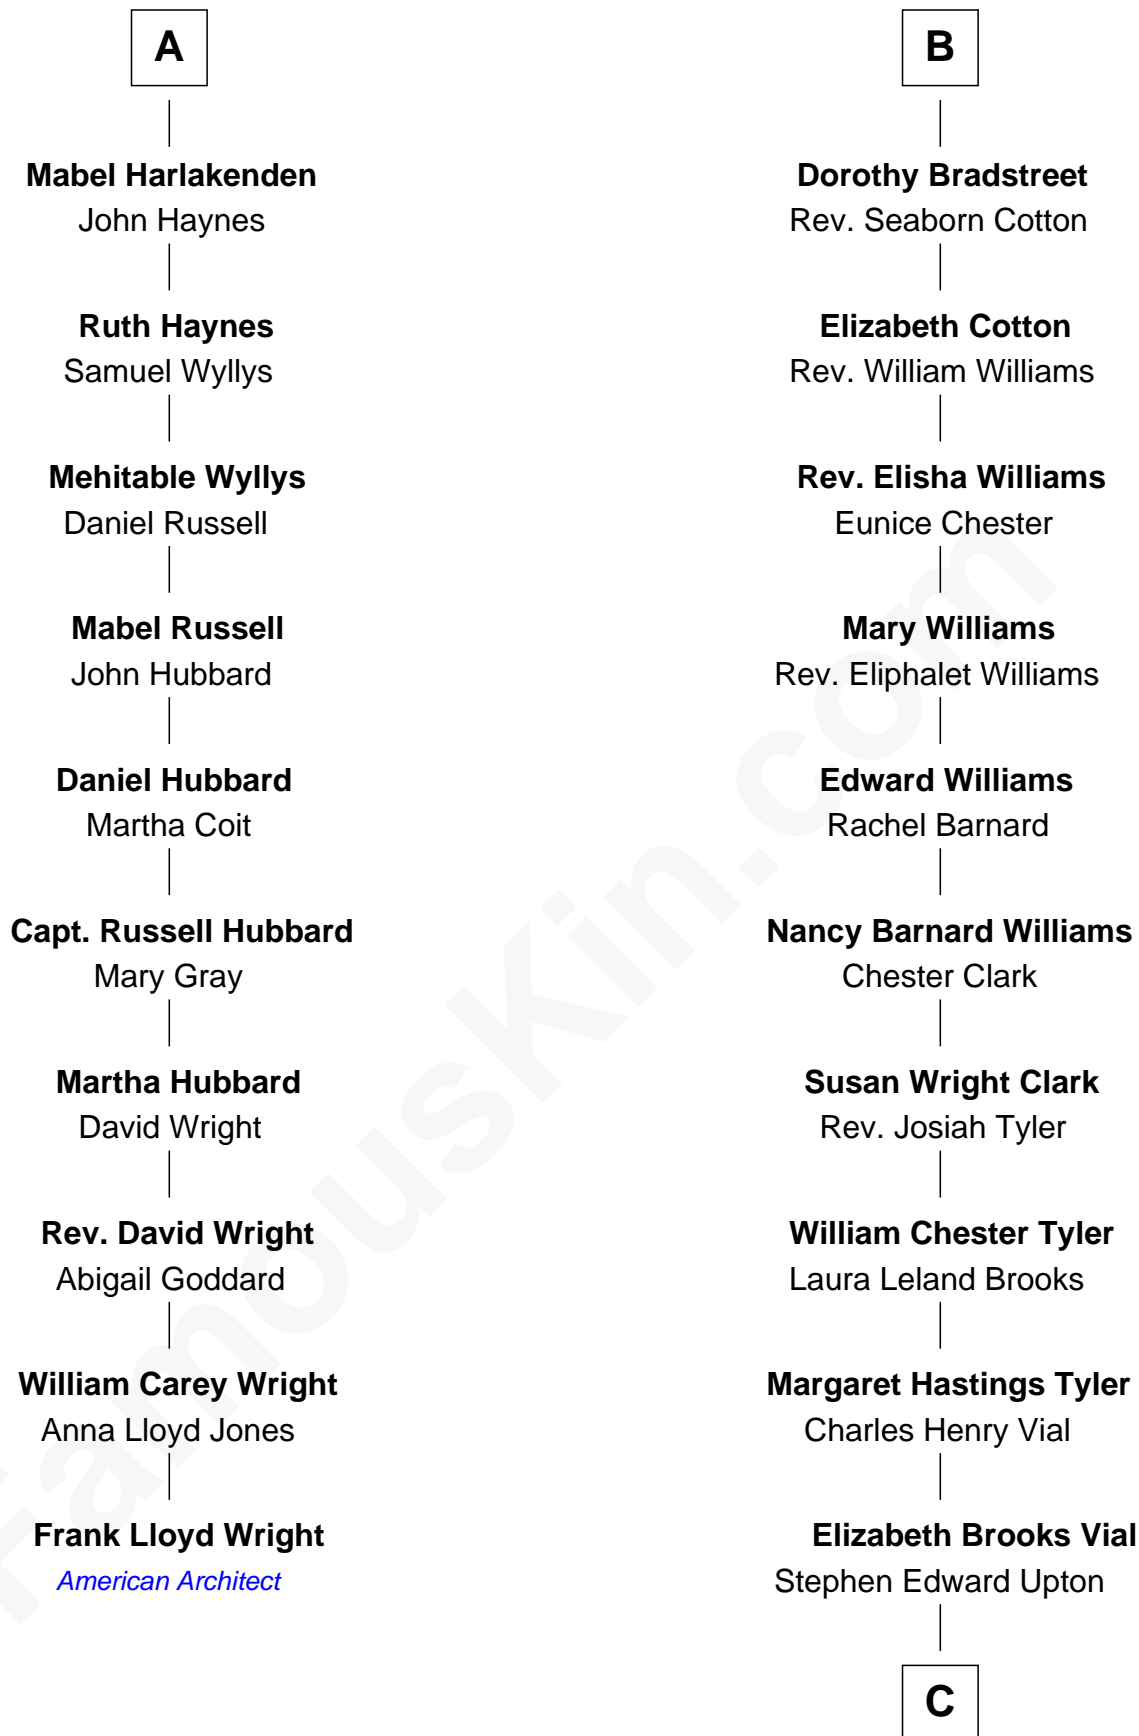 A
Mabel Harlakenden
John Haynes
Ruth Haynes
Samuel Wyllys
Mehitable Wyllys
Daniel Russell
Mabel Russell
John Hubbard
Daniel Hubbard
Martha Coit
Capt. Russell Hubbard
Mary Gray
Martha Hubbard
David Wright
Rev. David Wright
Abigail Goddard
William Carey Wright
Anna Lloyd Jones
Frank Lloyd Wright
American Architect
B
Dorothy Bradstreet
Rev. Seaborn Cotton
Elizabeth Cotton
Rev. William Williams
Rev. Elisha Williams
Eunice Chester
Mary Williams
Rev. Eliphalet Williams
Edward Williams
Rachel Barnard
Nancy Barnard Williams
Chester Clark
Susan Wright Clark
Rev. Josiah Tyler
William Chester Tyler
Laura Leland Brooks
Margaret Hastings Tyler
Charles Henry Vial
Elizabeth Brooks Vial
Stephen Edward Upton
C
FamousKin.com